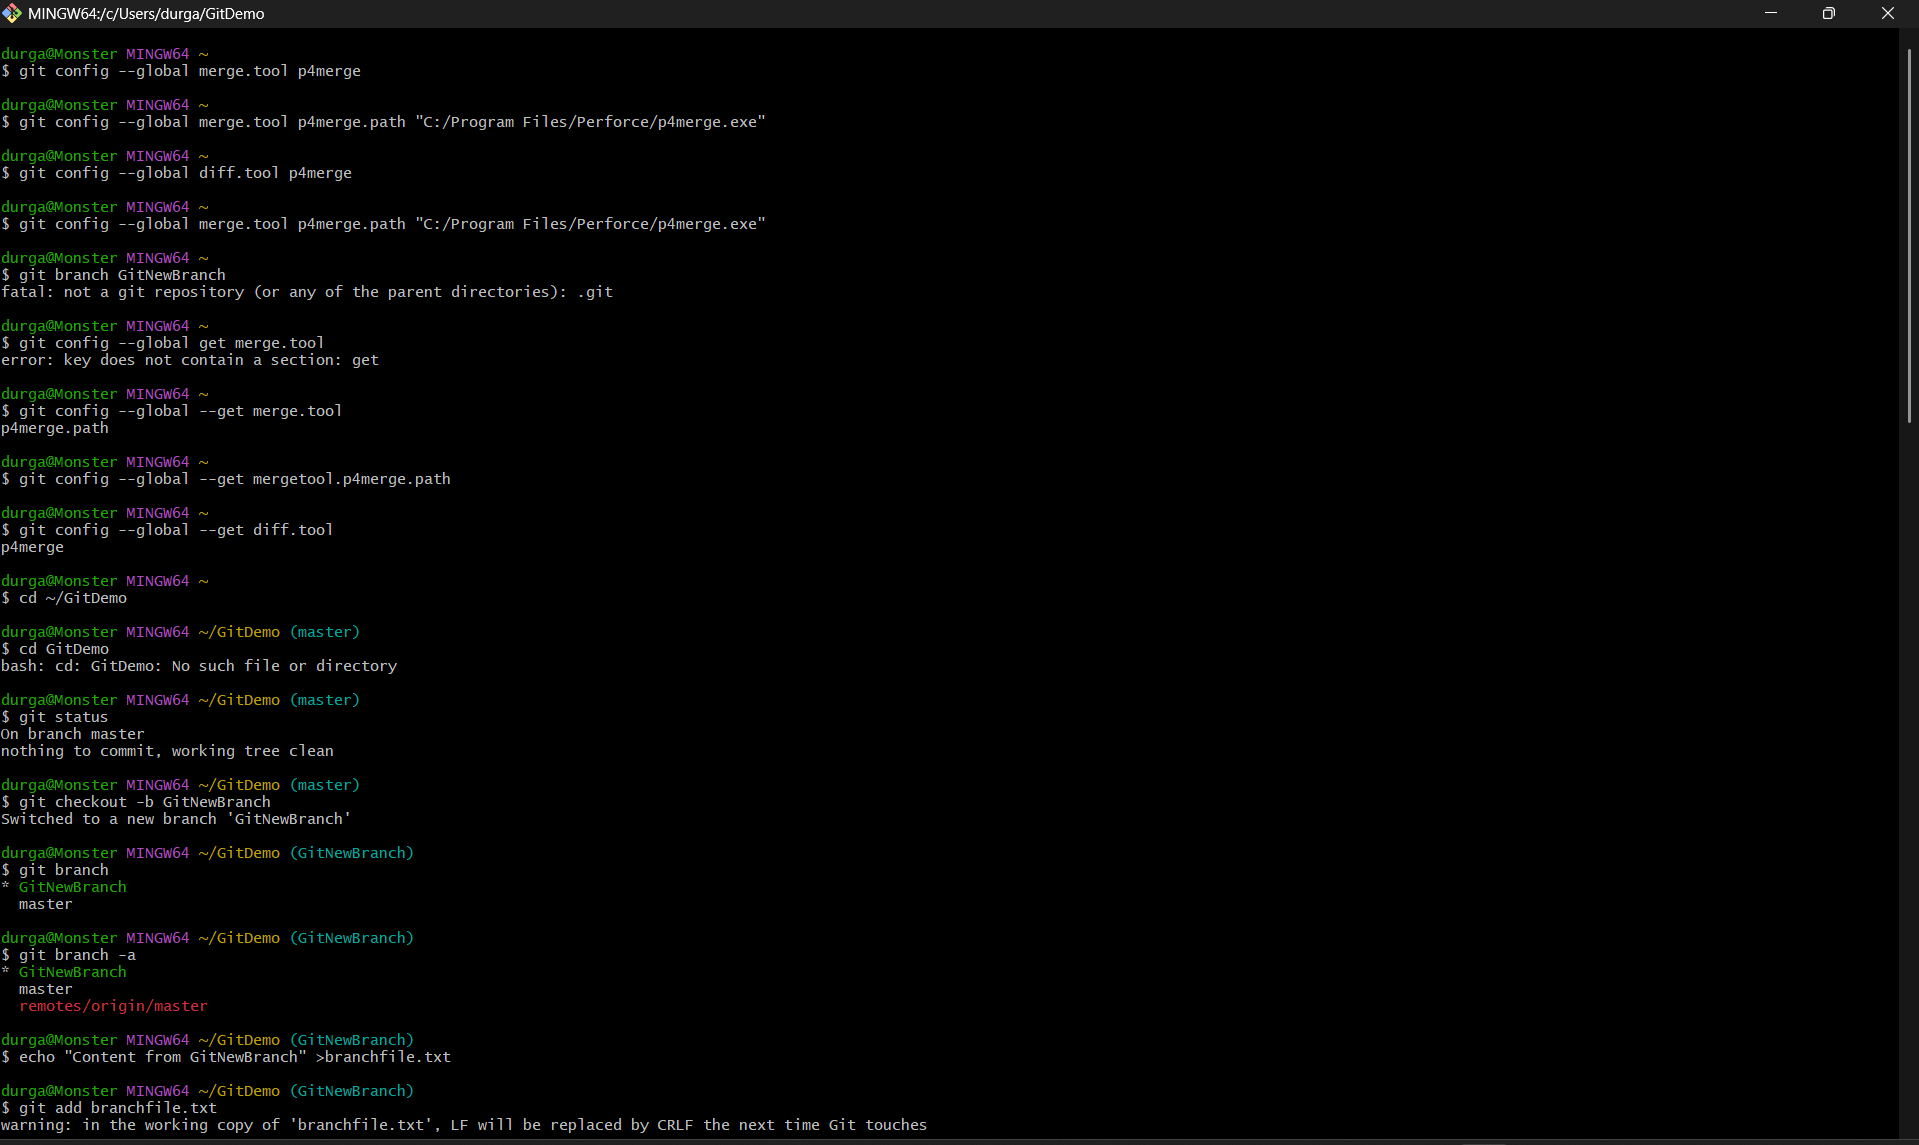 MINGW64:/c/Users/durga/GitDemo
durga@Monster MINGW64 ~
$ git config --global merge.tool p4merge
durga@Monster MINGW64 ~
$ git config --global merge.tool p4merge.path "C:/Program Files/Perforce/p4merge.exe"
durga@Monster MINGW64 ~
$ git config --global diff.tool p4merge
durga@Monster MINGW64 ~
$ git config --global merge.tool p4merge.path "C:/Program Files/Perforce/p4merge.exe"
durga@Monster MINGW64 ~
$ git branch GitNewBranch
fatal: not a git repository (or any of the parent directories): .git
durga@Monster MINGW64 ~
$ git config --global get merge.tool
error: key does not contain a section: get
durga@Monster MINGW64 ~
$ git config --global --get merge.tool
p4merge.path
durga@Monster MINGW64 ~
$ git config --global --get mergetool.p4merge.path
durga@Monster MINGW64 ~
$ git config --global --get diff.tool
p4merge
durga@Monster MINGW64 ~
$ cd ~/GitDemo
durga@Monster MINGW64 ~/GitDemo (master)
$ cd GitDemo
bash: cd: GitDemo: No such file or directory
durga@Monster MINGW64 ~/GitDemo (master)
$ git status
On branch master
nothing to commit, working tree clean
durga@Monster MINGW64 ~/GitDemo (master)
$ git checkout -b GitNewBranch
Switched to a new branch 'GitNewBranch'
durga@Monster MINGW64 ~/GitDemo (GitNewBranch)
$ git branch
* GitNewBranch
  master
durga@Monster MINGW64 ~/GitDemo (GitNewBranch)
$ git branch -a
* GitNewBranch
  master
  remotes/origin/master
durga@Monster MINGW64 ~/GitDemo (GitNewBranch)
$ echo "Content from GitNewBranch" >branchfile.txt
durga@Monster MINGW64 ~/GitDemo (GitNewBranch)
$ git add branchfile.txt
warning: in the working copy of 'branchfile.txt', LF will be replaced by CRLF the next time Git touches